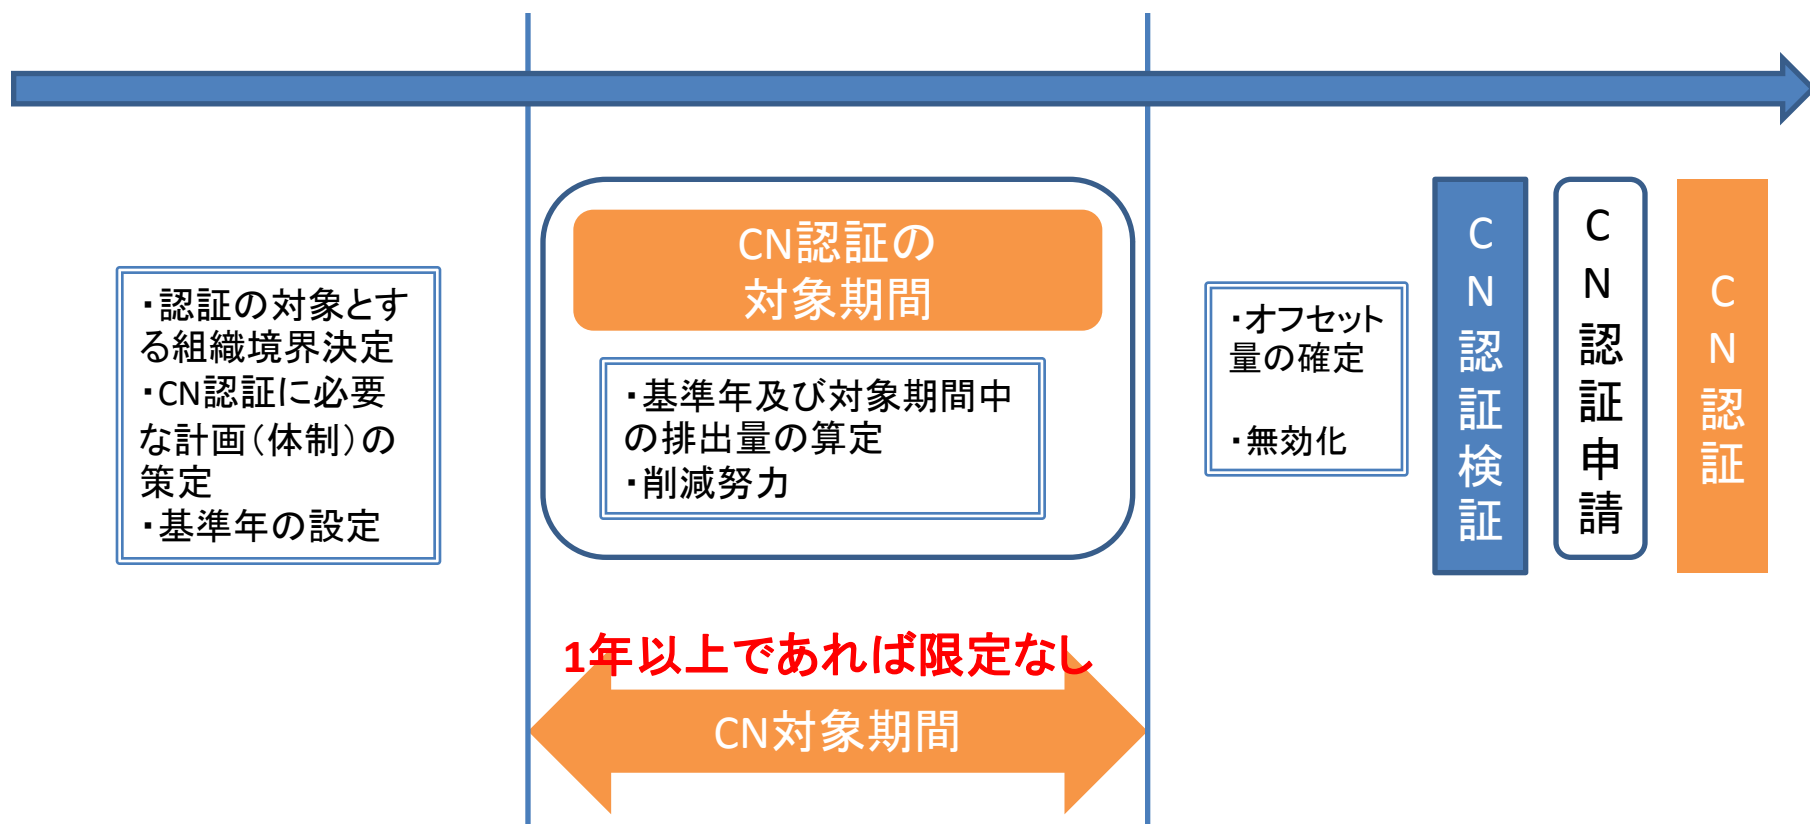 ・認証の対象とす
る組織境界決定
・CN認証に必要
な計画（体制）の
策定
・基準年の設定
CN認証の
対象期間
・基準年及び対象期間中
の排出量の算定
・削減努力
1年以上であれば限定なし
CN対象期間
・オフセット
量の確定
・無効化
CN認証検証
CN認証申請
CN認証